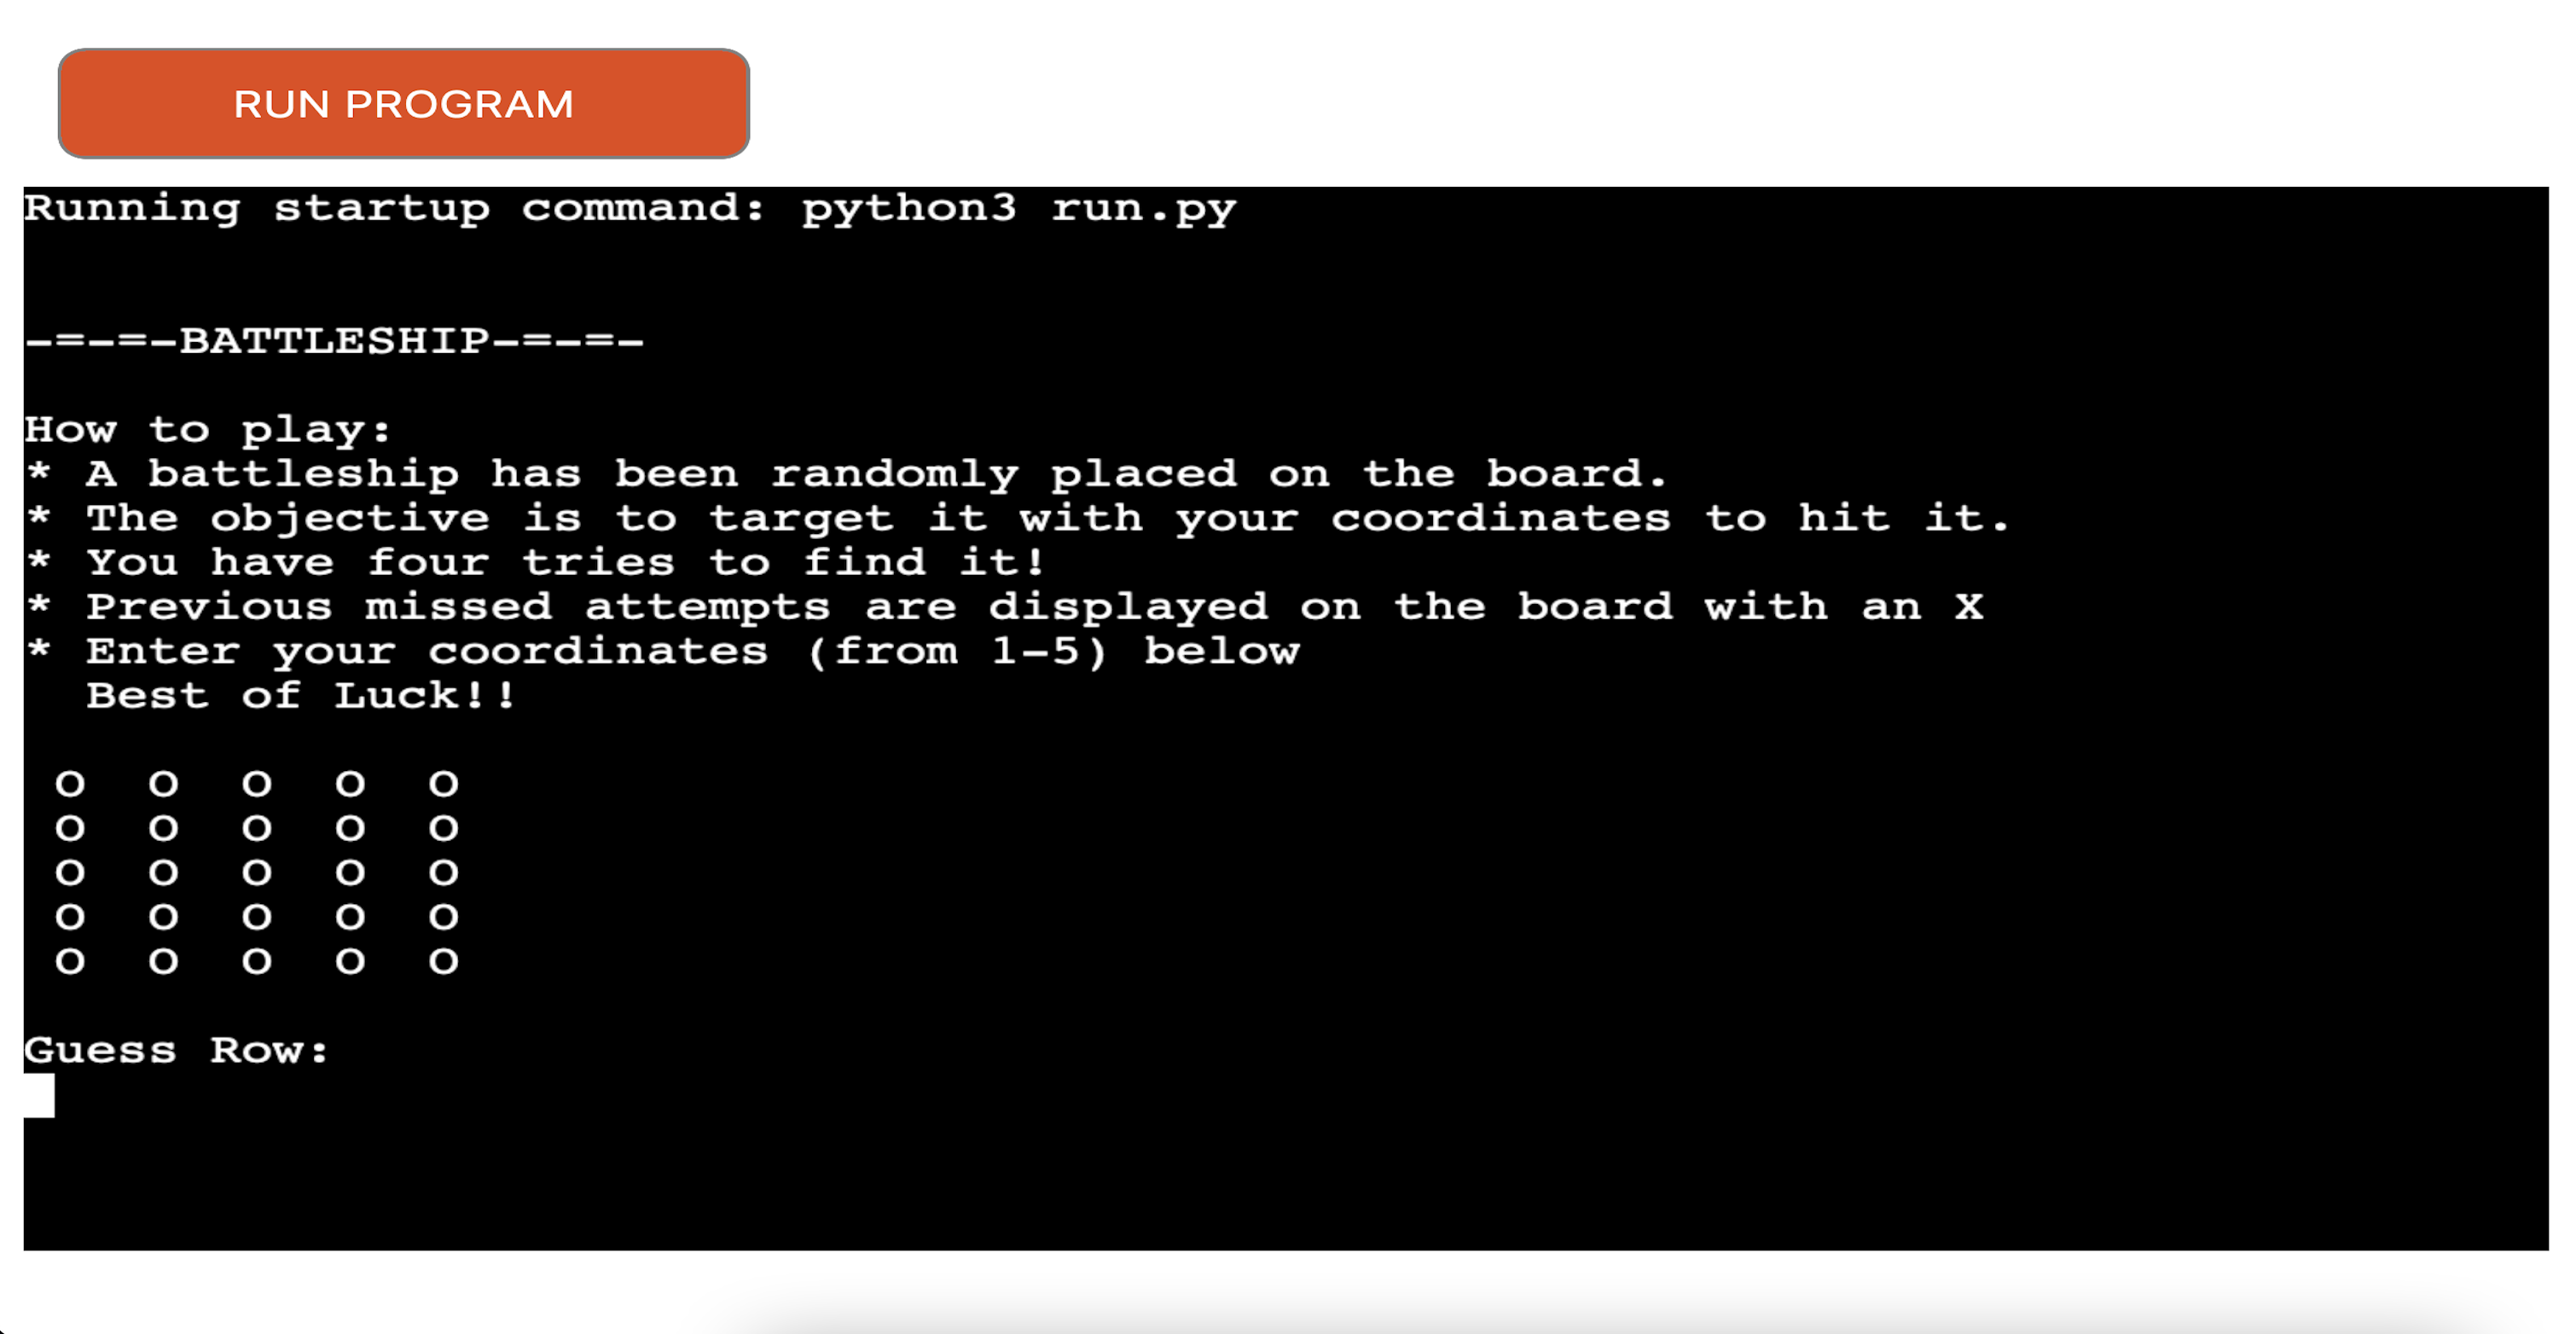 RUN PROGRAM
Running startup command: python3 run.py
-=-=-BATTLESHIP-=-=-
How to play:
* A battleship has been randomly placed on the board.
* The objective is to target it with your coordinates to hit it.
* You have four tries to find it!
* Previous missed attempts are displayed on the board with an X
* Enter your coordinates (from 1-5) below
  Best of Luck!!
 O  O  O  O  O
 O  O  O  O  O
 O  O  O  O  O
 O  O  O  O  O
 O  O  O  O  O
Guess Row: